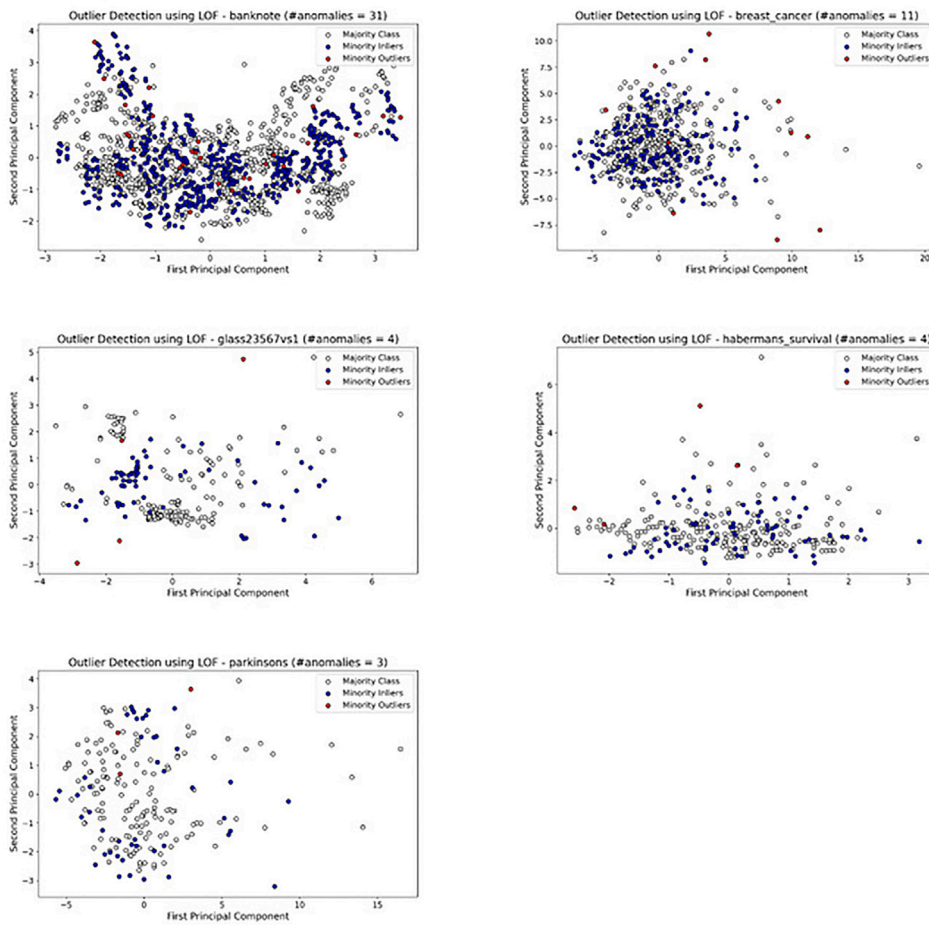 Outlier Detection using LOF - banknote (#anomalies = 31)
Majority Class
Minority Inliers
Minority Outliers
Second Principal Component
4
3
2
1
0
−1
−2
−3 −2 −1 0 1 2 3
First Principal Component
Outlier Detection using LOF - breast_cancer (#anomalies = 11)
Majority Class
Minority Inliers
Minority Outliers
Second Principal Component
10.0
7.5
5.0
2.5
0.0
−2.5
−5.0
−7.5
−5 0 5 10 15 20
First Principal Component
Outlier Detection using LOF - glass23567vs1 (#anomalies = 4)
Majority Class
Minority Inliers
Minority Outliers
Second Principal Component
5
4
3
2
1
0
−1
−2
−3
−4 −2 0 2 4 6
First Principal Component
Outlier Detection using LOF - habermans_survival (#anomalies = 4)
Majority Class
Minority Inliers
Minority Outliers
Second Principal Component
6
4
2
0
−2 −1 0 1 2 3
First Principal Component
Outlier Detection using LOF - parkinsons (#anomalies = 3)
Majority Class
Minority Inliers
Minority Outliers
Second Principal Component
4
3
2
1
0
−1
−2
−3
−5 0 5 10 15
First Principal Component